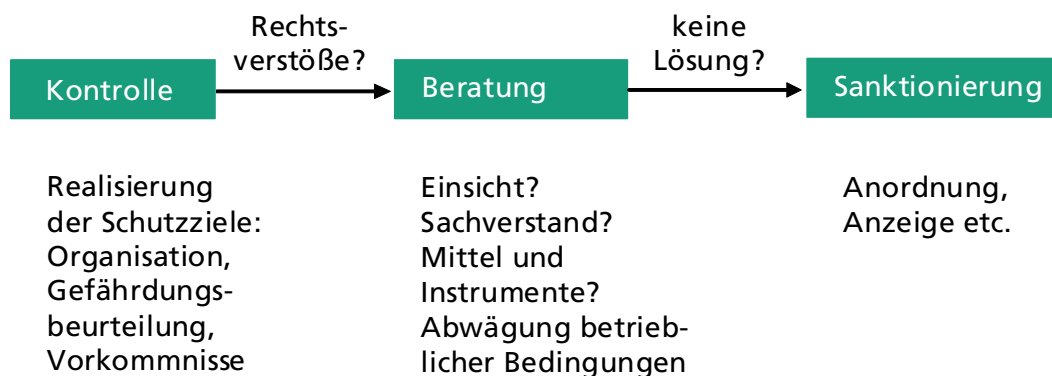 Rechts-
verstöße?
keine
Lösung?
Kontrolle
Beratung
Sanktionierung
Realisierung
der Schutzziele:
Organisation,
Gefährdungs-
beurteilung,
Vorkommnisse
Einsicht?
Sachverstand?
Mittel und
Instrumente?
Abwägung betrieb-
licher Bedingungen
Anordnung,
Anzeige etc.